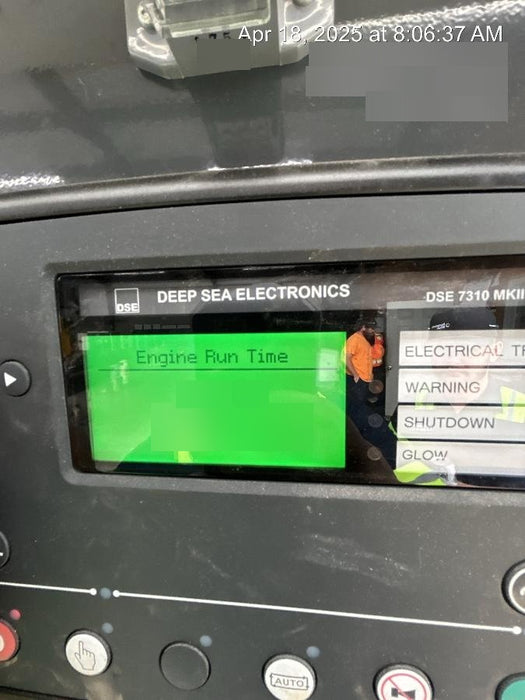 Apr 18, 2025 at 8:06:37 AM
DSE
DEEP SEA ELECTRONICS
DSE 7310 MKII
Engine Run Time
ELECTRICAL
WARNING
SHUTDOWN
GLOW
AUTO